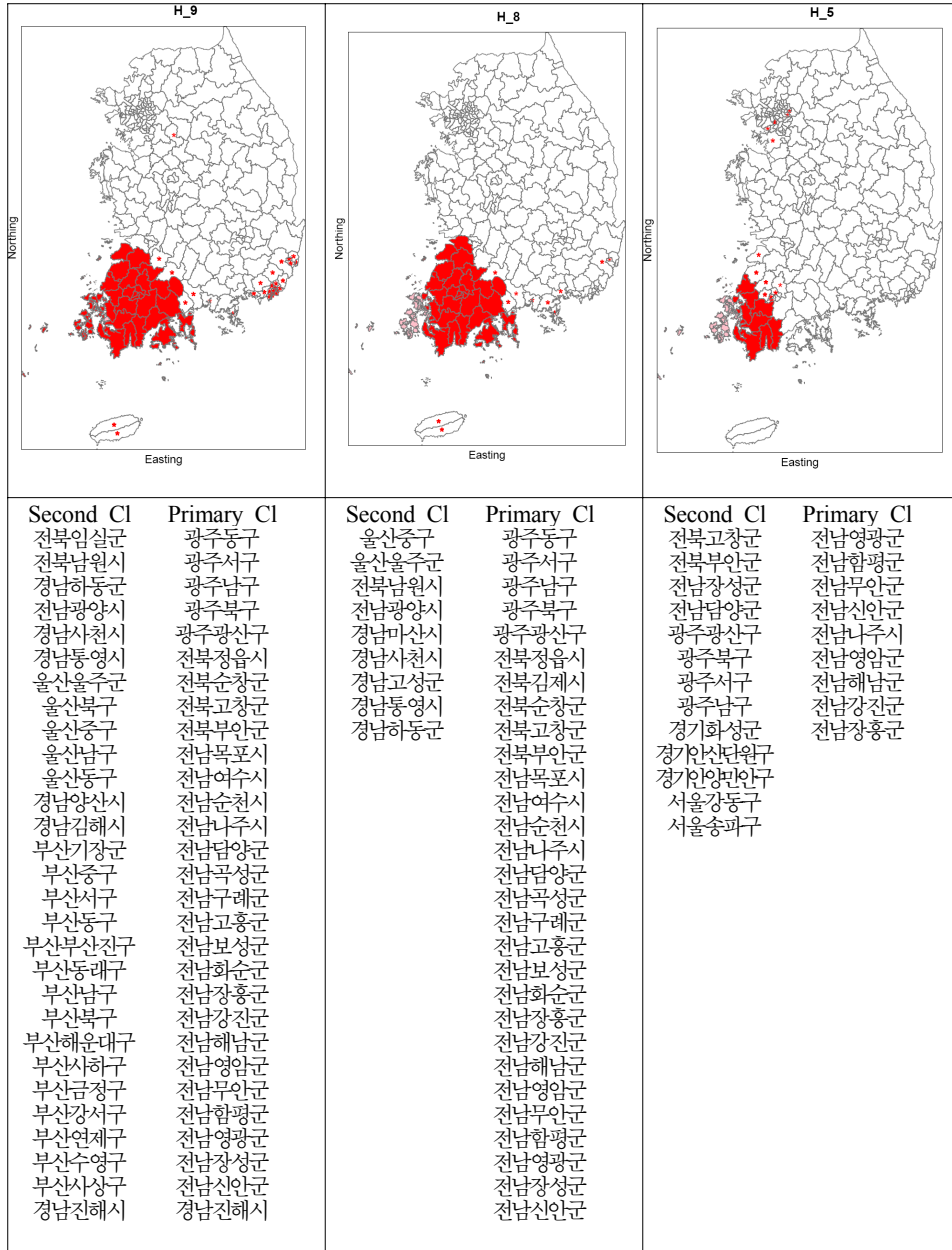 H_9
Northing
Easting
H_8
Northing
Easting
H_5
Northing
Easting
Second Cl Primary Cl
전북임실군 광주동구
전북남원시 광주서구
경남하동군 광주남구
전남광양시 광주북구
경남사천시 광주광산구
경남통영시 전북정읍시
울산울주군 전북순창군
울산북구 전북고창군
울산중구 전북부안군
울산남구 전남목포시
울산동구 전남여수시
경남양산시 전남순천시
경남김해시 전남나주시
부산기장군 전남담양군
부산중구 전남곡성군
부산서구 전남구례군
부산동구 전남고흥군
부산부산진구 전남보성군
부산동래구 전남화순군
부산남구 전남장흥군
부산북구 전남강진군
부산해운대구 전남해남군
부산사하구 전남영암군
부산금정구 전남무안군
부산강서구 전남함평군
부산연제구 전남영광군
부산수영구 전남장성군
부산사상구 전남신안군
경남진해시 경남진해시
Second Cl Primary Cl
울산중구 광주동구
울산울주군 광주서구
전북남원시 광주남구
전남광양시 광주북구
경남마산시 광주광산구
경남사천시 전북정읍시
경남고성군 전북김제시
경남통영시 전북순창군
경남하동군 전북고창군
전북부안군
전남목포시
전남여수시
전남순천시
전남나주시
전남담양군
전남곡성군
전남구례군
전남고흥군
전남보성군
전남화순군
전남장흥군
전남강진군
전남해남군
전남영암군
전남무안군
전남함평군
전남영광군
전남장성군
전남신안군
Second Cl Primary Cl
전북고창군 전남영광군
전북부안군 전남함평군
전남장성군 전남무안군
전남담양군 전남신안군
광주광산구 전남나주시
광주북구 전남영암군
광주서구 전남해남군
광주남구 전남강진군
경기화성군 전남장흥군
경기안산단원구
경기안양만안구
서울강동구
서울송파구